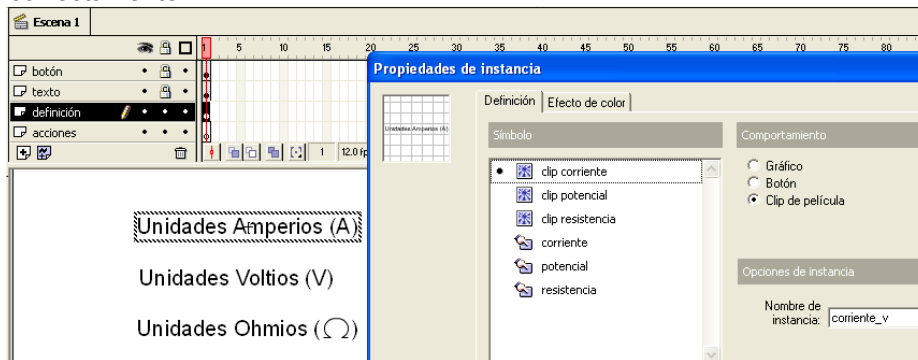 Escena 1
1 5 10 15 20 25 30 35 40 45 50 55 60 65 70 75 80
botón
texto
definición
acciones
1 12.0 fp
Unidades Amperios (A)
Unidades Voltios (V)
Unidades Ohmios (Ω)
Propiedades de instancia
Unidades Amperios (A)
Definición Efecto de color
Símbolo
clip corriente
clip potencial
clip resistencia
corriente
potencial
resistencia
Comportamiento
Gráfico
Botón
Clip de película
Opciones de instancia
Nombre de
instancia: corriente_v